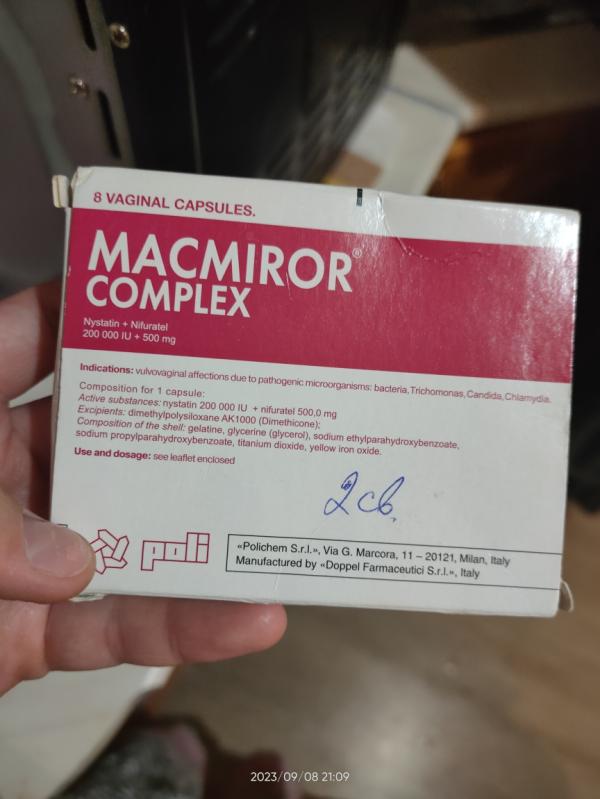 8 VAGINAL CAPSULES.
MACMIROR®
COMPLEX
Nystatin + Nifuratel
200 000 IU + 500 mg
Indications: vulvovaginal affections due to pathogenic microorganisms: bacteria, Trichomonas, Candida, Chlamydia.
Composition for 1 capsule:
Active substances: nystatin 200 000 IU + nifuratel 500,0 mg
Excipients: dimethylpolysiloxane AK1000 (Dimethicone);
Composition of the shell: gelatine, glycerine (glycerol), sodium ethylparahydroxybenzoate,
sodium propylparahydroxybenzoate, titanium dioxide, yellow iron oxide.
Use and dosage: see leaflet enclosed
2 св.
poli
«Polichem S.r.l.», Via G. Marcora, 11 – 20121, Milan, Italy
Manufactured by «Doppel Farmaceutici S.r.l.», Italy
2023/09/08 21:09